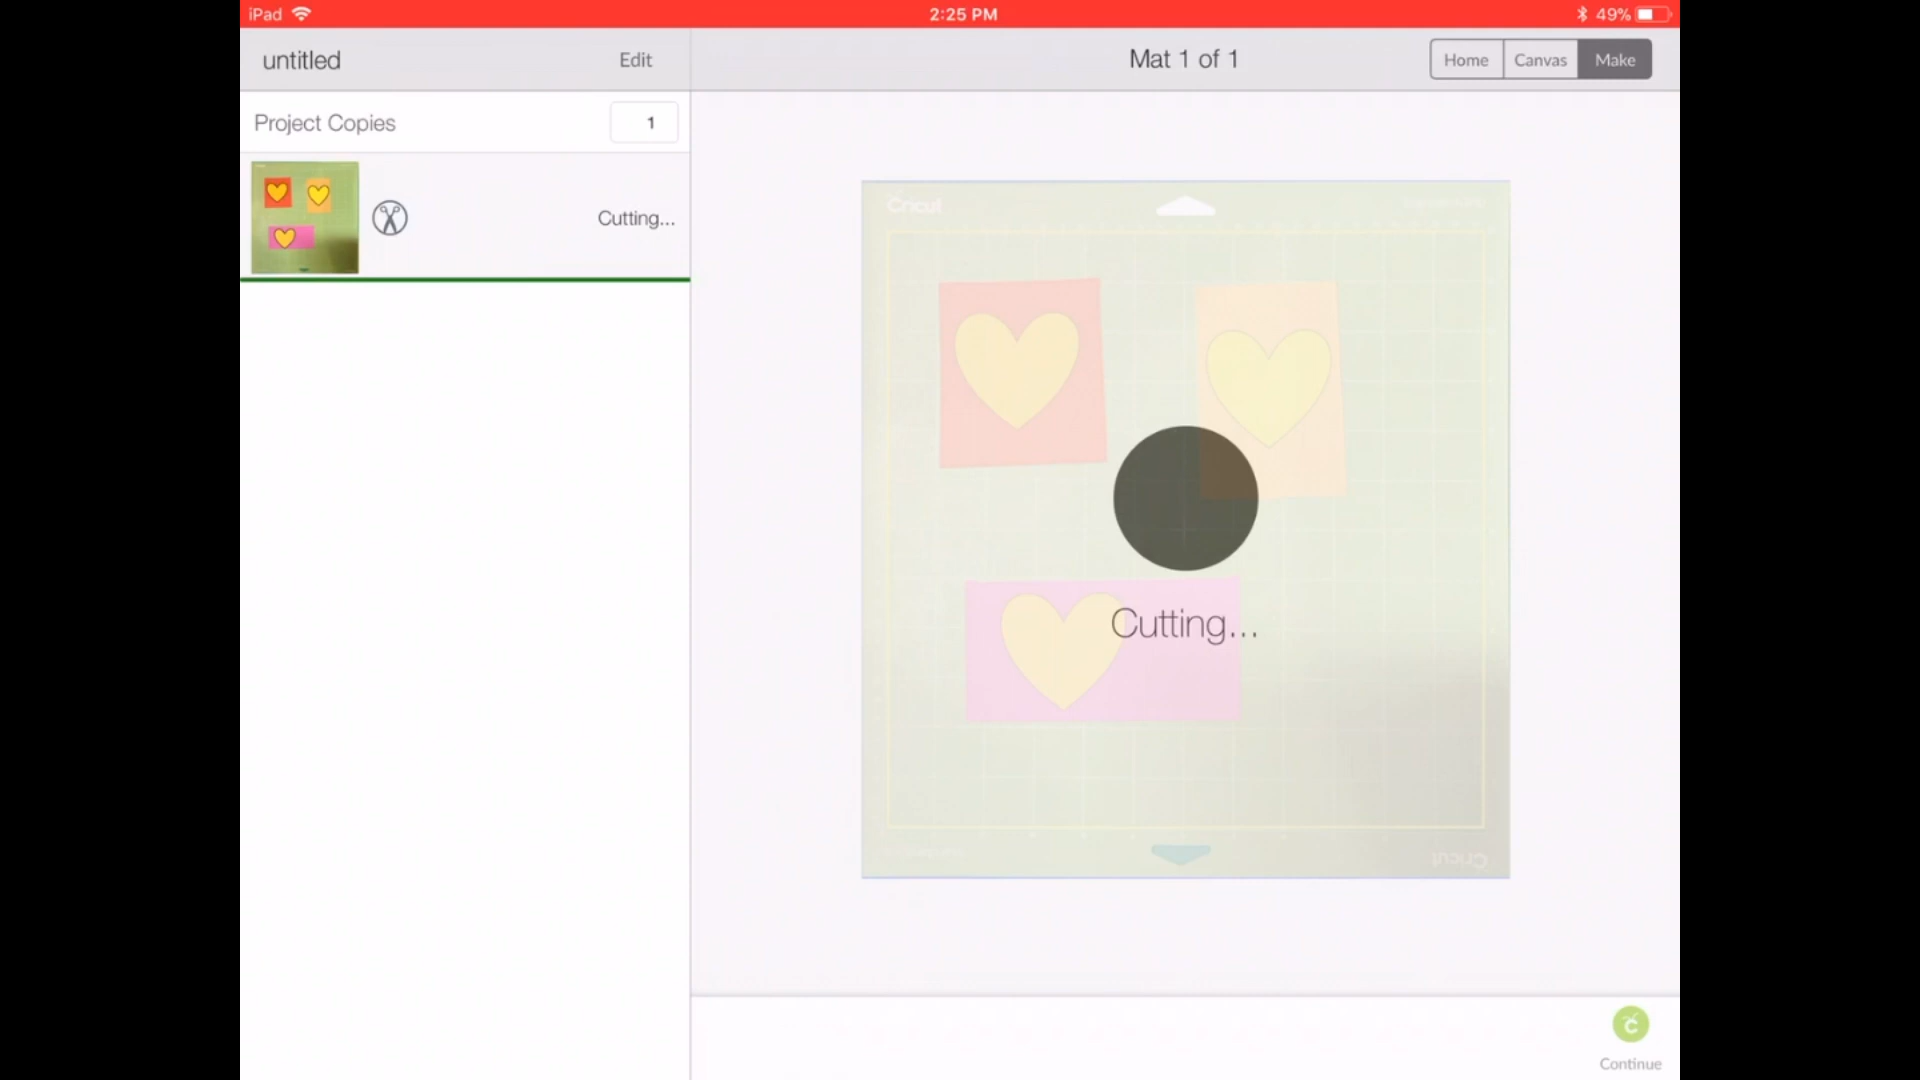 iPad
2:25 PM
49%
untitled
Edit
Mat 1 of 1
Home
Canvas
Make
Project Copies
1
Cutting...
Cricut
Cutting...
Cricut
Continue